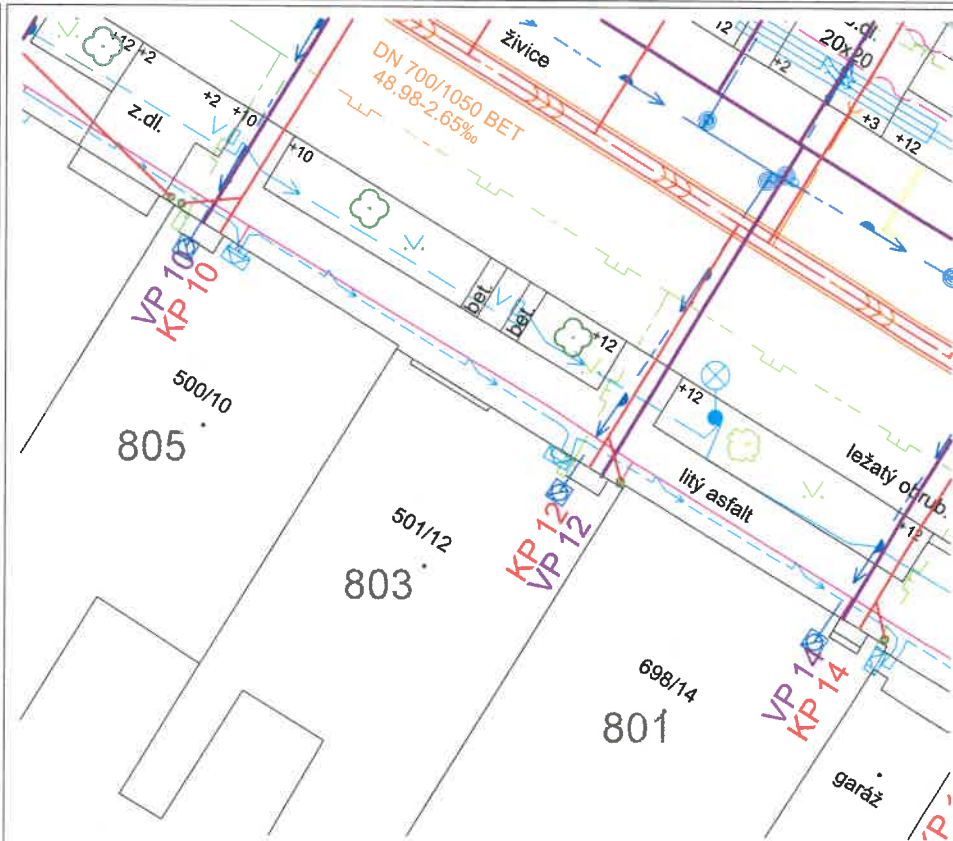 +12
+2
+2
+10
z.dl.
+10
DN 700/1050 BET
48.98-2.65‰
živice
12
+2
20x20
+3
+12
bet.
bet.
+12
+12
litý asfalt
ležatý obrub.
+12
VP 10
KP 10
500/10
805
501/12
803
KP 12
VP 12
698/14
801
VP 14
KP 14
garáž